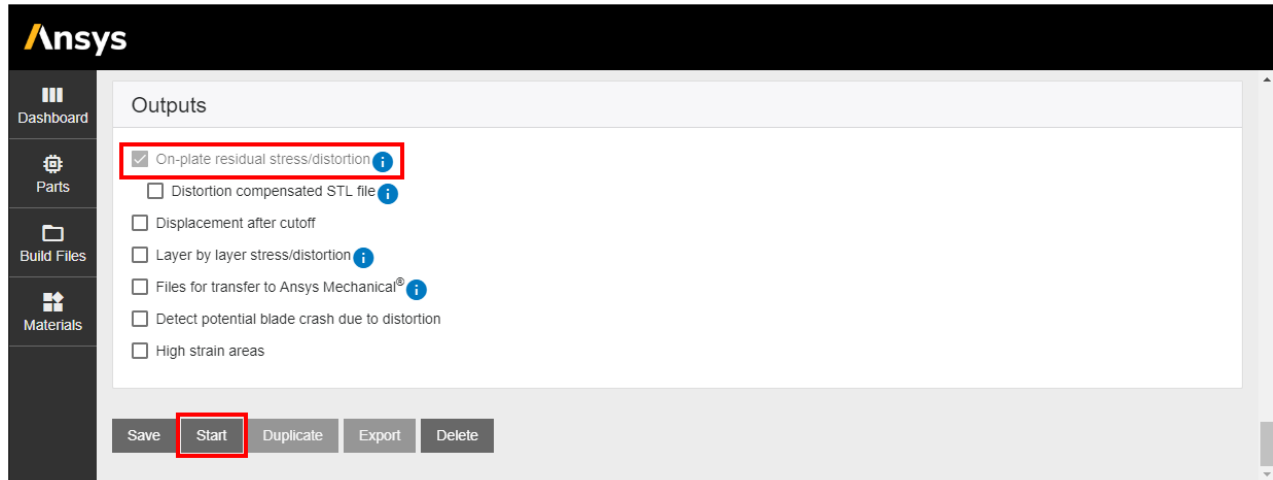 Ansys
Dashboard
Parts
Build Files
Materials
Outputs
On-plate residual stress/distortion i
Distortion compensated STL file i
Displacement after cutoff
Layer by layer stress/distortion i
Files for transfer to Ansys Mechanical® i
Detect potential blade crash due to distortion
High strain areas
Save Start Duplicate Export Delete